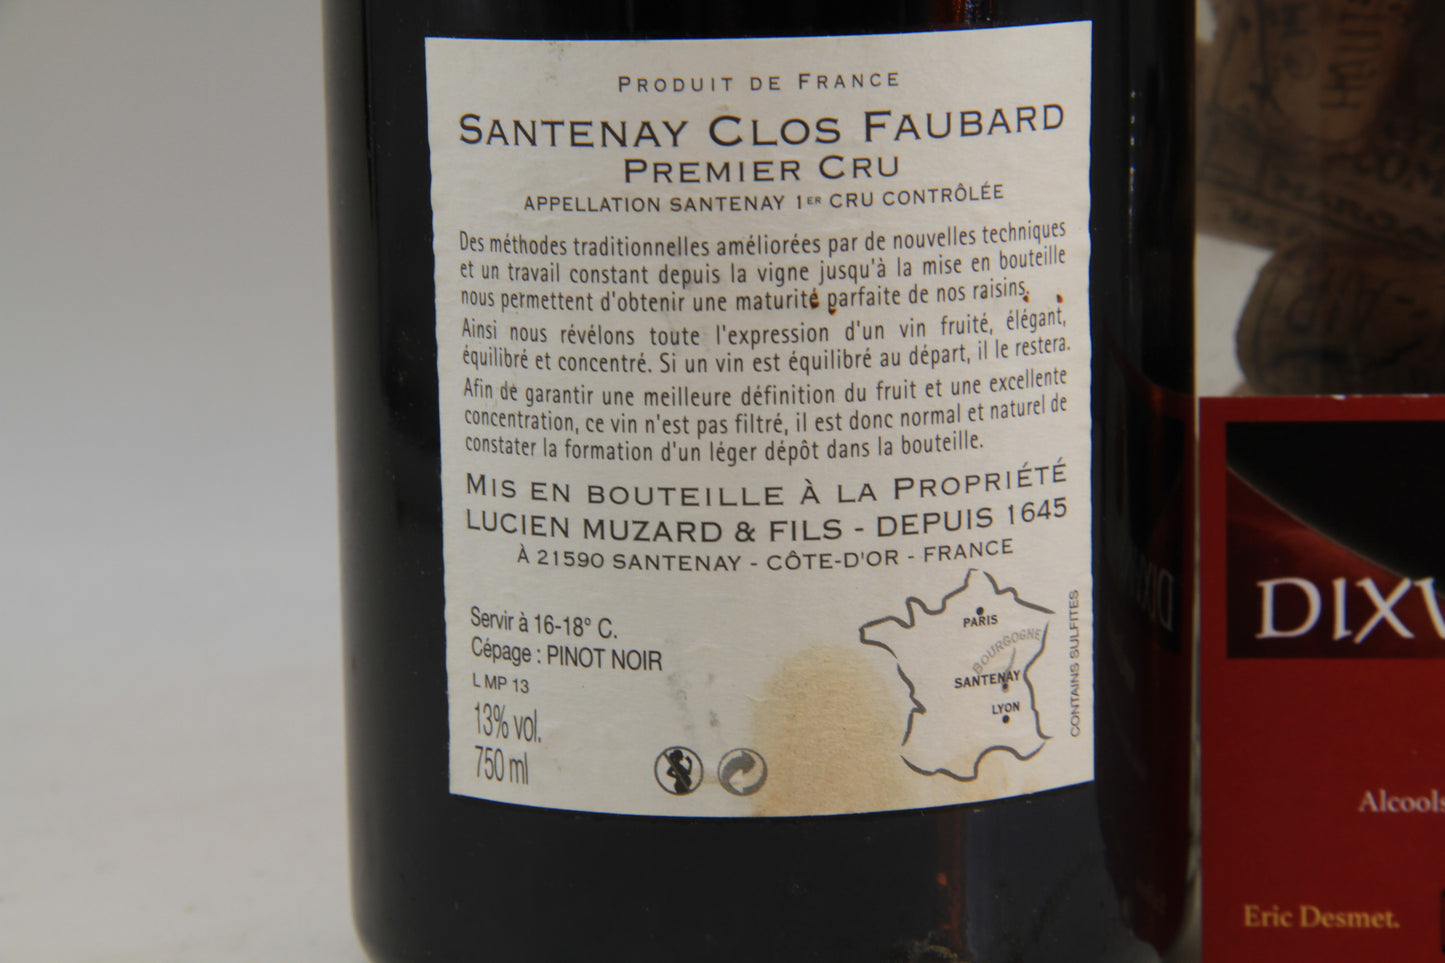 PRODUIT DE FRANCE
SANTENAY CLOS FAUBARD
PREMIER CRU
APPELLATION SANTENAY 1ER CRU CONTRÔLÉE
Des méthodes traditionnelles améliorées par de nouvelles techniques
et un travail constant depuis la vigne jusqu'à la mise en bouteille
nous permettent d'obtenir une maturité parfaite de nos raisins.
Ainsi nous révélons toute l'expression d'un vin fruité, élégant,
équilibré et concentré. Si un vin est équilibré au départ, il le restera.
Afin de garantir une meilleure définition du fruit et une excellente
concentration, ce vin n'est pas filtré, il est donc normal et naturel de
constater la formation d'un léger dépôt dans la bouteille.
MIS EN BOUTEILLE À LA PROPRIÉTÉ
LUCIEN MUZARD & FILS - DEPUIS 1645
À 21590 SANTENAY - CÔTE-D'OR - FRANCE
Servir à 16-18° C.
Cépage : PINOT NOIR
L MP 13
13% vol.
750 ml
PARIS
BOURGOGNE
SANTENAY
LYON
CONTAINS SULFITES
DIXV
Alcools
Eric Desmet.